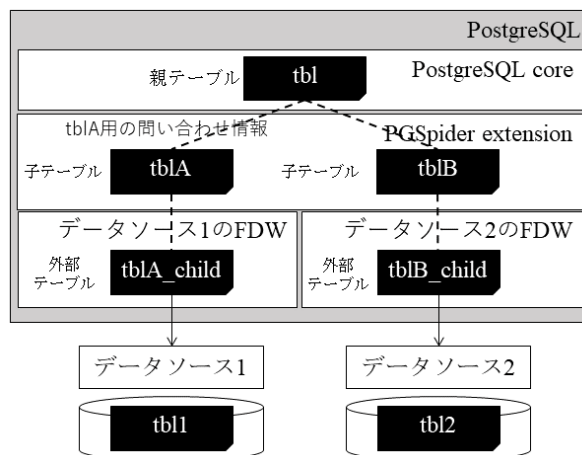 PostgreSQL
PostgreSQL core
親テーブル
tbl
tblA用の問い合わせ情報
PGSpider extension
子テーブル
tblA
子テーブル
tblB
データソース1のFDW
データソース2のFDW
外部
テーブル
tblA_child
外部
テーブル
tblB_child
データソース1
データソース2
tbl1
tbl2